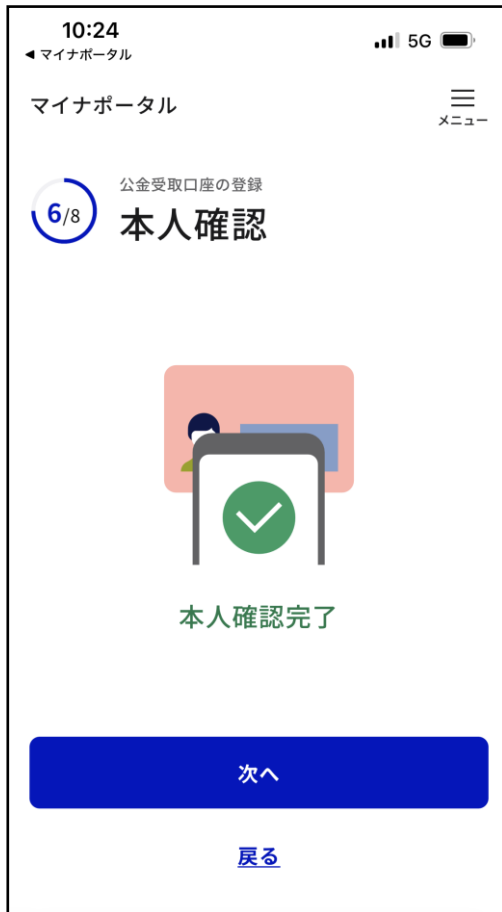 10:24
5G
◀ マイナポータル
マイナポータル
メニュー
6/8
公金受取口座の登録
本人確認
本人確認完了
次へ
戻る